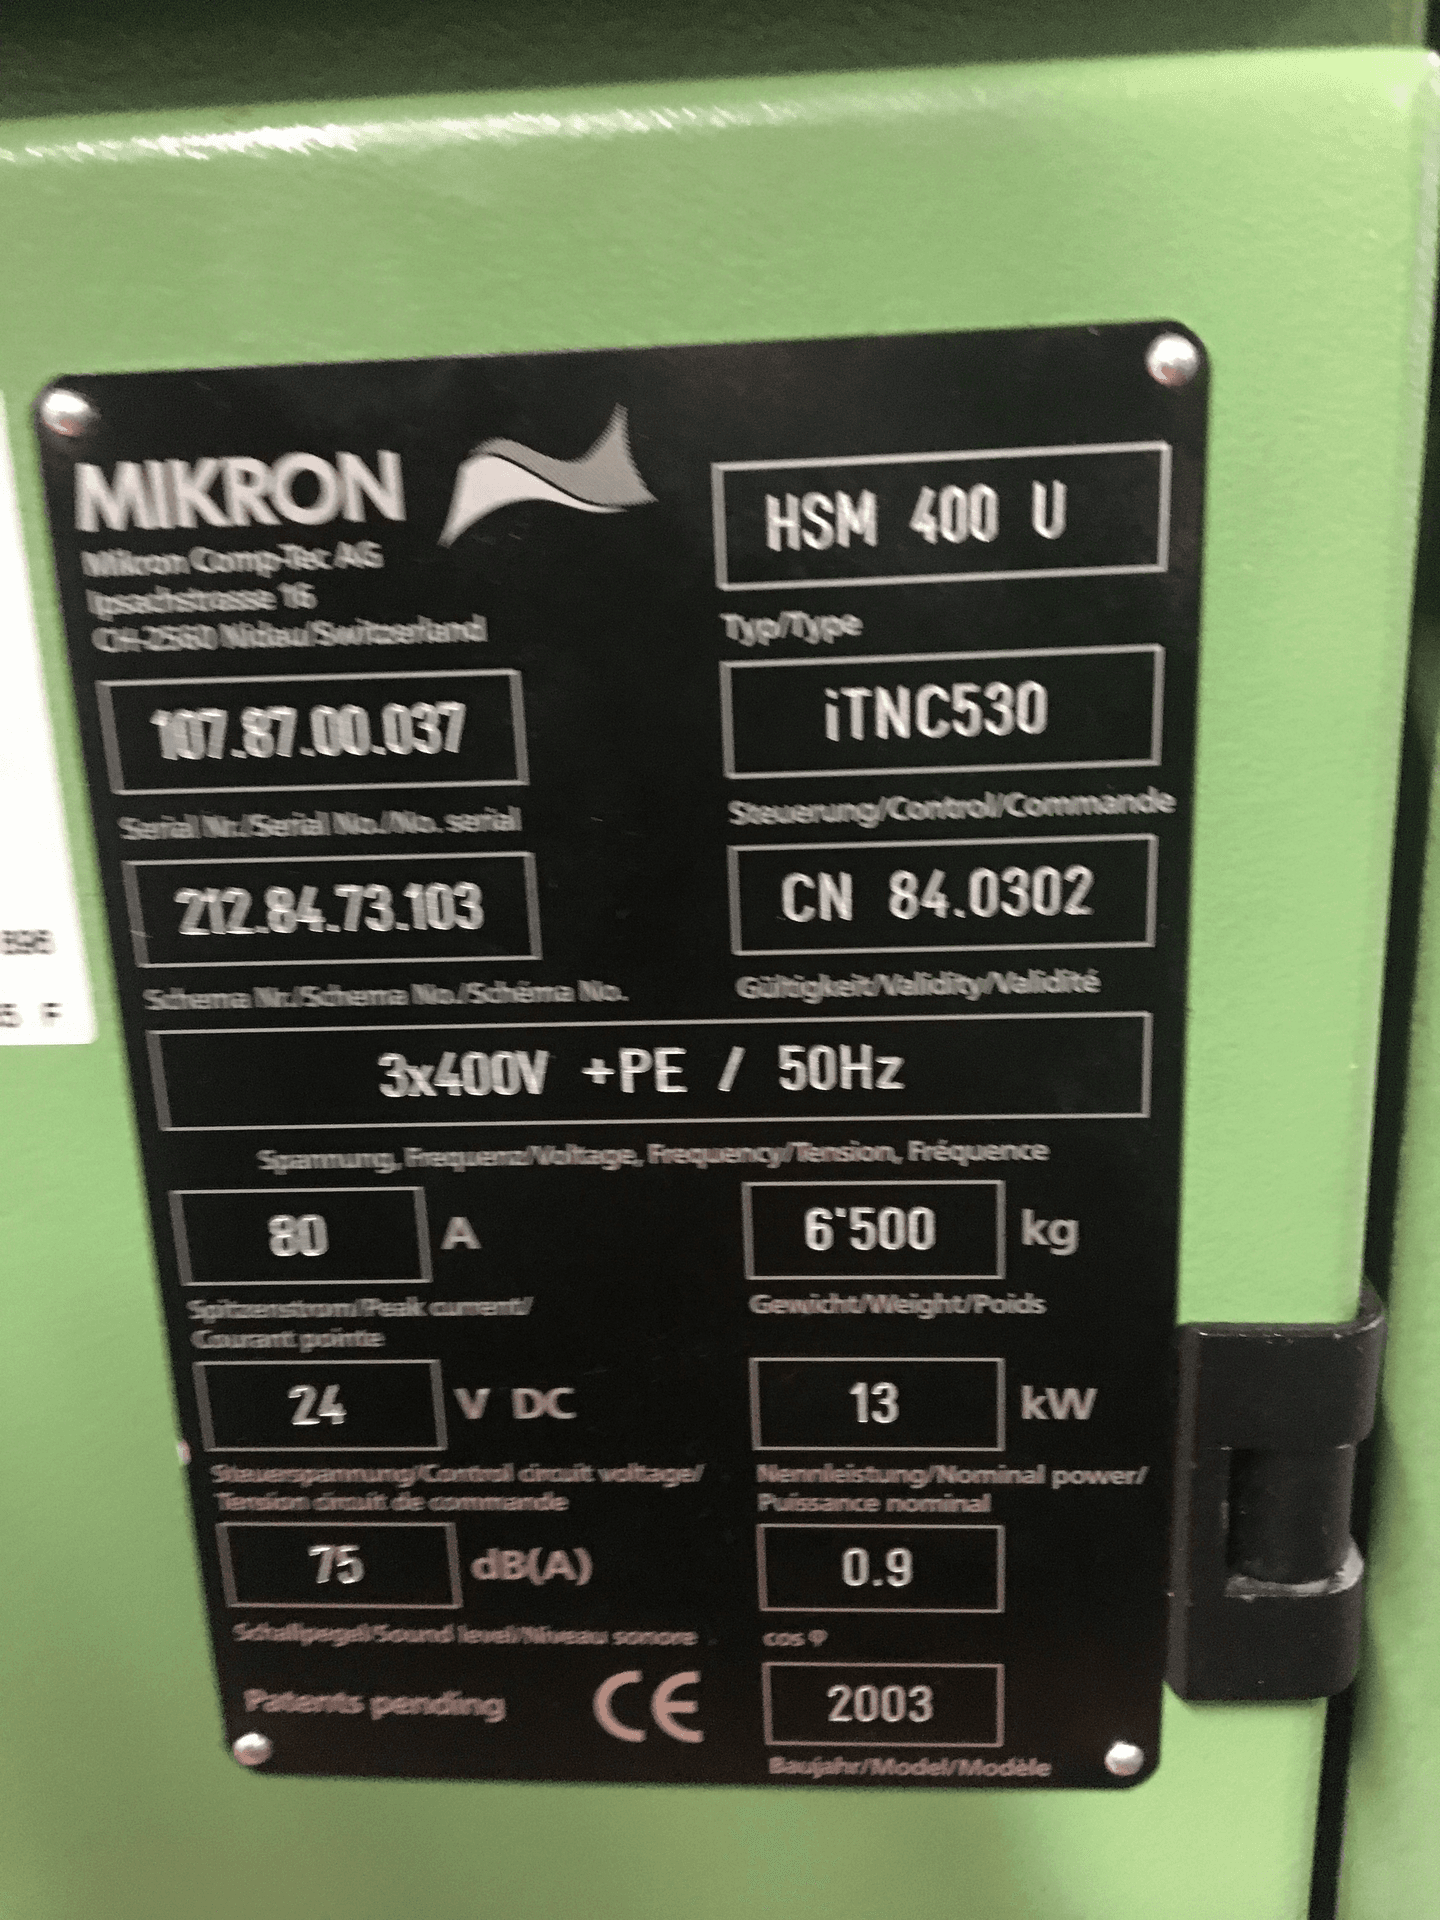 MIKRON
Mikron Comp-Tec AG
Ipsachstrasse 16
CH-2560 Nidau/Switzerland
HSM 400 U
Typ/Type
107.87.00.037
Serial Nr./Serial No./No. serial
iTNC530
Steuerung/Control/Commande
212.84.73.103
Schema Nr./Schema No./Schéma No.
CN 84.0302
Gültigkeit/Validity/Validité
3x400V +PE / 50Hz
Spannung, Frequenz/Voltage, Frequency/Tension, Fréquence
80 A
Spitzenstrom/Peak current/
Courant pointe
6'500 kg
Gewicht/Weight/Poids
24 V DC
Steuerspannung/Control circuit voltage/
Tension circuit de commande
13 kW
Nennleistung/Nominal power/
Puissance nominal
75 dB(A)
Schallpegel/Sound level/Niveau sonore
0.9
cos φ
Patents pending CE
2003
Baujahr/Model/Modèle
5 F